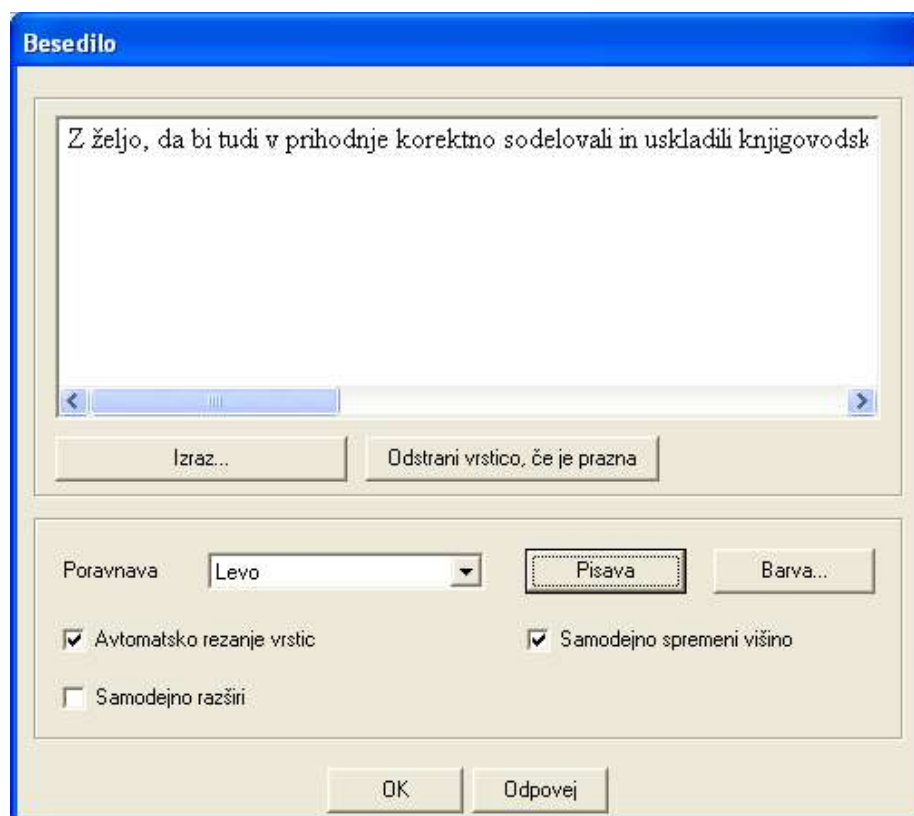 Besedilo
Z željo, da bi tudi v prihodnje korektno sodelovali in uskladili knjigovodsk
Izraz... Odstrani vrstico, če je prazna
Poravnava Levo Pisava Barva...
Avtomatsko rezanje vrstic Samodejno spremeni višino
Samodejno razširi
OK Odpovej